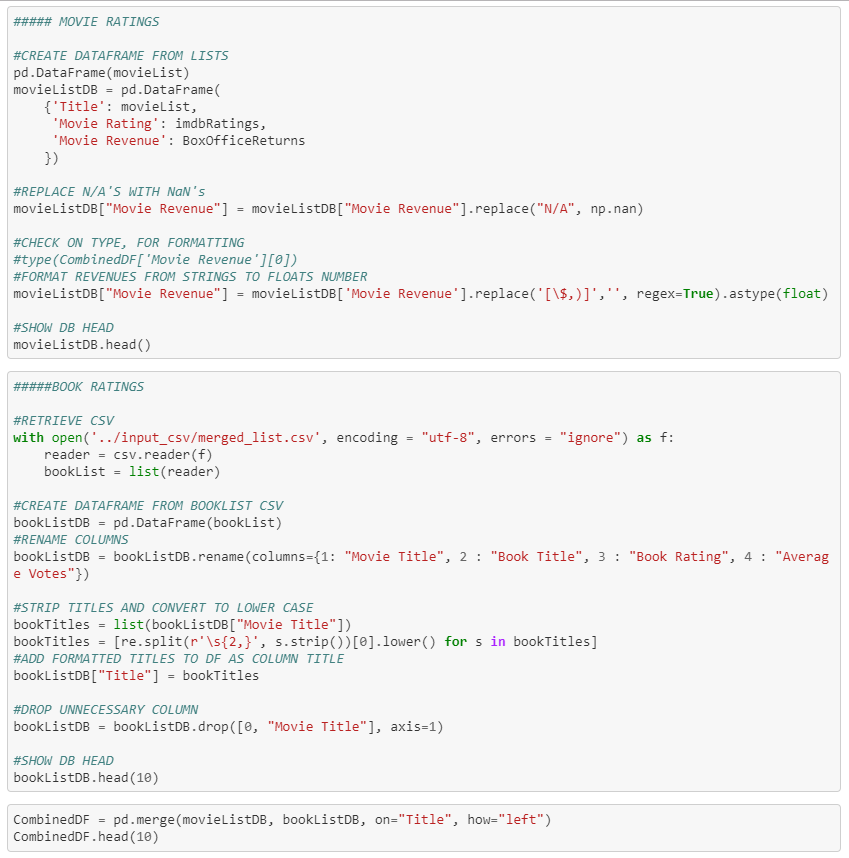 ##### MOVIE RATINGS

#CREATE DATAFRAME FROM LISTS
pd.DataFrame(movieList)
movieListDB = pd.DataFrame(
    {'Title': movieList,
     'Movie Rating': imdbRatings,
     'Movie Revenue': BoxOfficeReturns
    })

#REPLACE N/A'S WITH NaN's
movieListDB["Movie Revenue"] = movieListDB["Movie Revenue"].replace("N/A", np.nan)

#CHECK ON TYPE, FOR FORMATTING
#type(CombinedDF['Movie Revenue'][0])
#FORMAT REVENUES FROM STRINGS TO FLOATS NUMBER
movieListDB["Movie Revenue"] = movieListDB['Movie Revenue'].replace('[\$,)]','', regex=True).astype(float)

#SHOW DB HEAD
movieListDB.head()

#####BOOK RATINGS

#RETRIEVE CSV
with open('../input_csv/merged_list.csv', encoding = "utf-8", errors = "ignore") as f:
    reader = csv.reader(f)
    bookList = list(reader)

#CREATE DATAFRAME FROM BOOKLIST CSV
bookListDB = pd.DataFrame(bookList)
#RENAME COLUMNS
bookListDB = bookListDB.rename(columns={1: "Movie Title", 2 : "Book Title", 3 : "Book Rating", 4 : "Averag
e Votes"})

#STRIP TITLES AND CONVERT TO LOWER CASE
bookTitles = list(bookListDB["Movie Title"])
bookTitles = [re.split(r'\s{2,}', s.strip())[0].lower() for s in bookTitles]
#ADD FORMATTED TITLES TO DF AS COLUMN TITLE
bookListDB["Title"] = bookTitles

#DROP UNNECESSARY COLUMN
bookListDB = bookListDB.drop([0, "Movie Title"], axis=1)

#SHOW DB HEAD
bookListDB.head(10)

CombinedDF = pd.merge(movieListDB, bookListDB, on="Title", how="left")
CombinedDF.head(10)